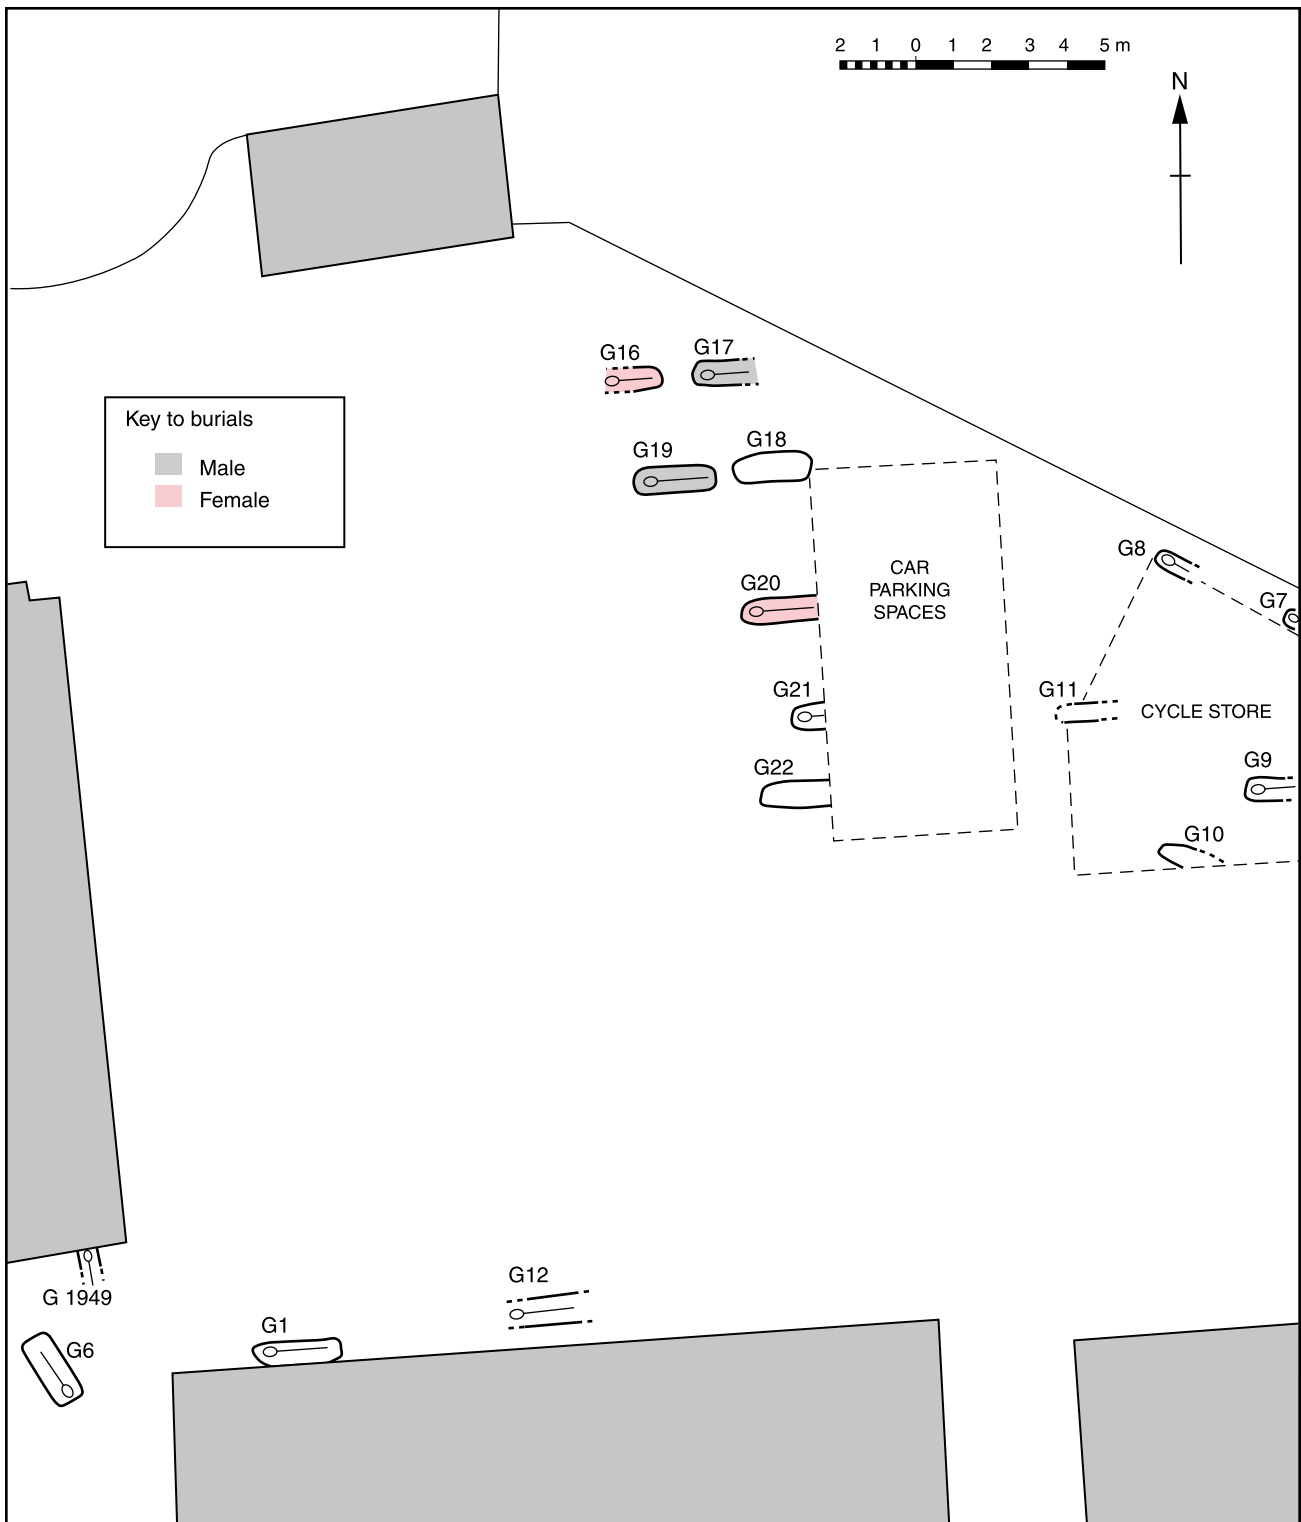 2 1 0 1 2 3 4 5 m
N
G16
G17
Key to burials
Male
Female
G19
G18
G8
CAR
PARKING
SPACES
G20
G7
G21
G11
CYCLE STORE
G22
G9
G10
G 1949
G12
G1
G6